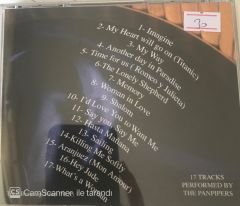 30
1- Imagine
2- My Heart will go on (Titanic)
3- My Way
4- Another day in Paradise
5- Time for us ( Romeo y Julieta)
6-The Lonely Shepherd
7- Memory
8- Woman in Love
9- Shalom
10- I'd Love You to Want Me
11- Say you, Say Me
12- Hasta Mañana
13- Sailing
14-Killing Me Softly
15- Aranjuez (Mon Amour)
16-Hey Jude
17-What's a Woman
17 TRACKS
PERFORMED BY
THE PANPIPERS
CS CamScanner ile tarandı